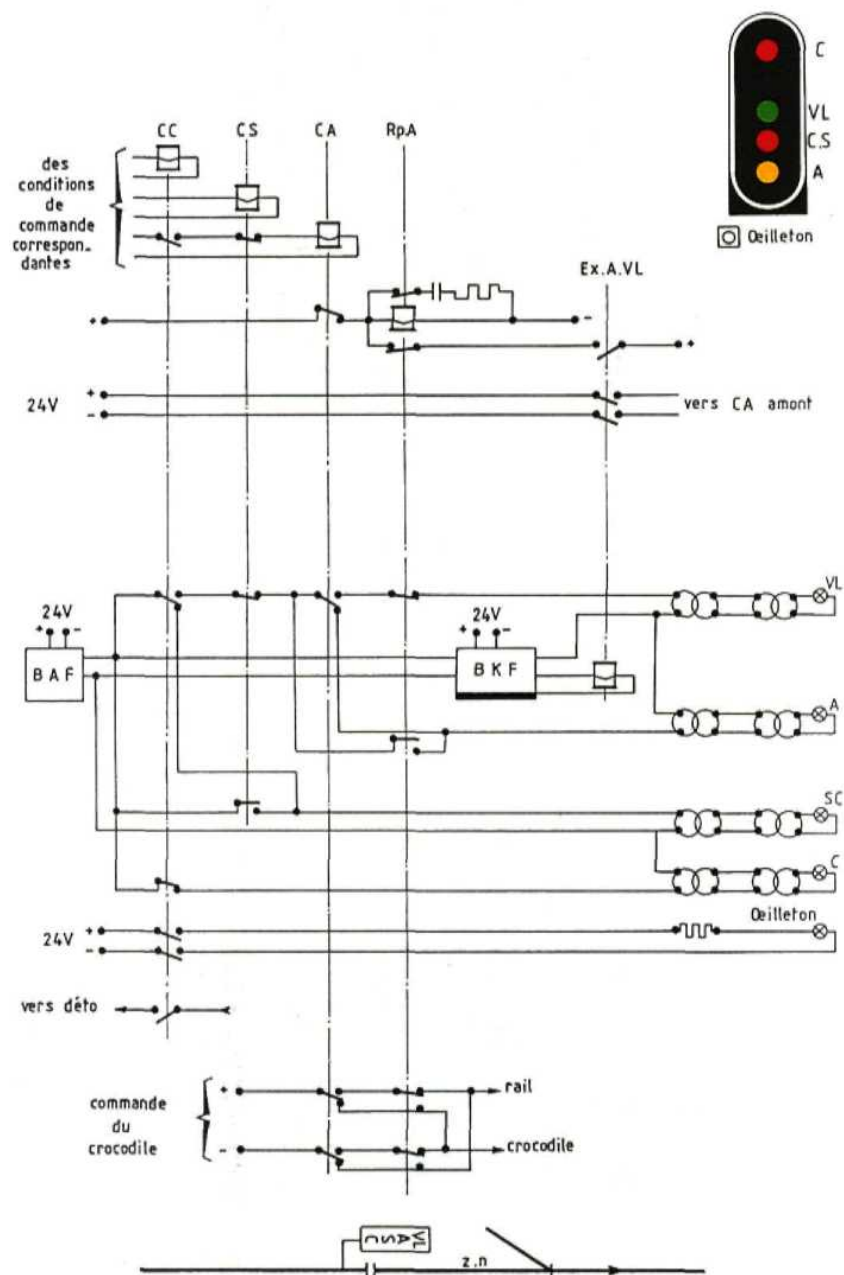 C
VL
C.S
A
Œilleton
CC CS CA Rp.A
des
conditions
de
commande
correspon_
dantes
Ex.A.VL
+ - +
24V + - vers CA amont
VL
24V
+ -
BAF
24V
+ -
BKF
A
SC
C
Œilleton
24V + -
vers déto
commande
du
crocodile
+ rail
- crocodile
z.n